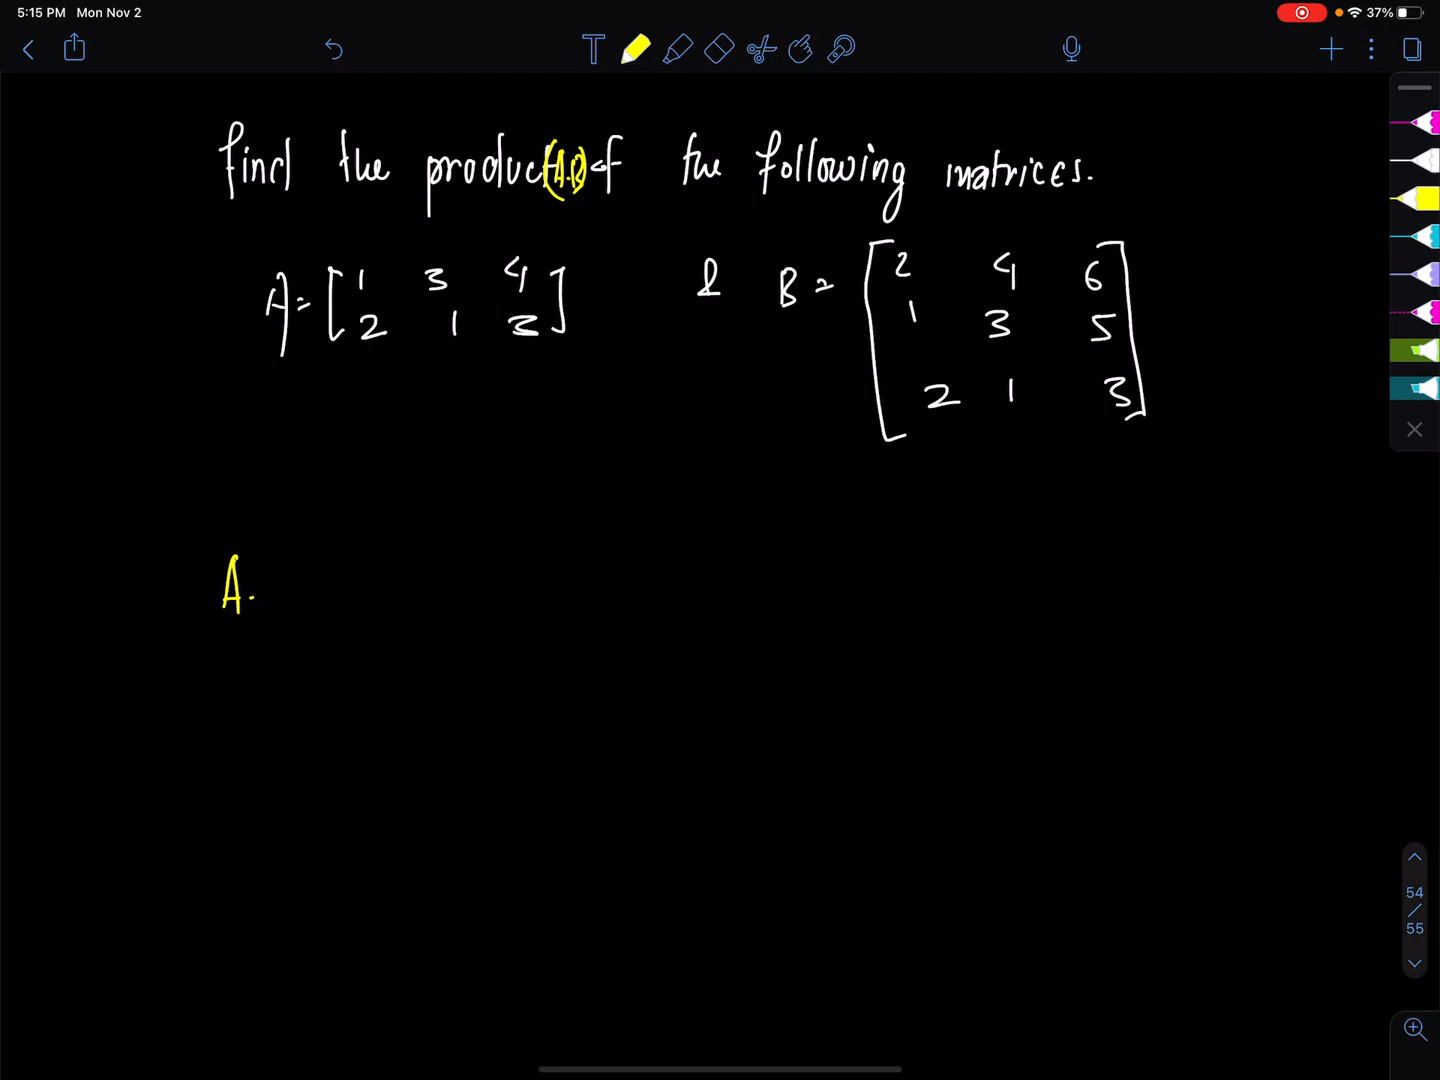 5:15 PM Mon Nov 2
37%
find the product (A.B) of the following matrices.
A = [1 3 4 & B = [2 4 6
2 1 3] 1 3 5
2 1 3]
A.
54
/
55